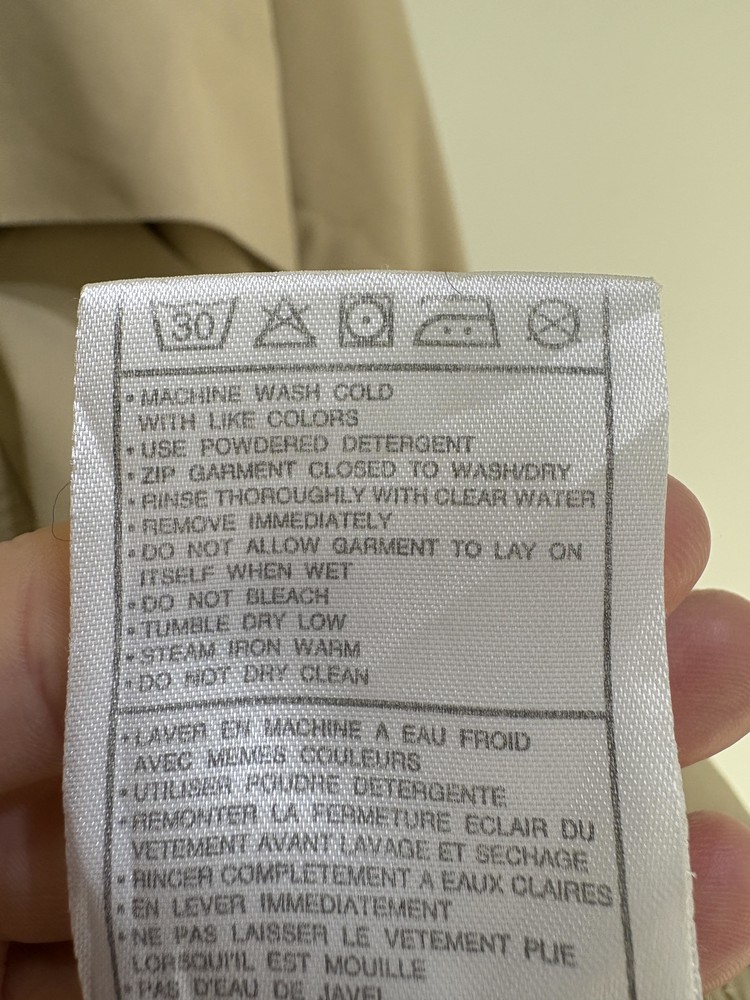 30
• MACHINE WASH COLD
WITH LIKE COLORS
• USE POWDERED DETERGENT
• ZIP GARMENT CLOSED TO WASH/DRY
• RINSE THOROUGHLY WITH CLEAR WATER
• REMOVE IMMEDIATELY
• DO NOT ALLOW GARMENT TO LAY ON
ITSELF WHEN WET
• DO NOT BLEACH
• TUMBLE DRY LOW
• STEAM IRON WARM
• DO NOT DRY CLEAN
• LAVER EN MACHINE A EAU FROID
AVEC MEMES COULEURS
• UTILISER POUDRE DETERGENTE
• REMONTER LA FERMETURE ECLAIR DU
VETEMENT AVANT LAVAGE ET SECHAGE
• RINCER COMPLETEMENT A EAUX CLAIRES
• EN LEVER IMMEDIATEMENT
• NE PAS LAISSER LE VETEMENT PLIE
LORSQU'IL EST MOUILLE
• PAS D'EAU DE JAVEL